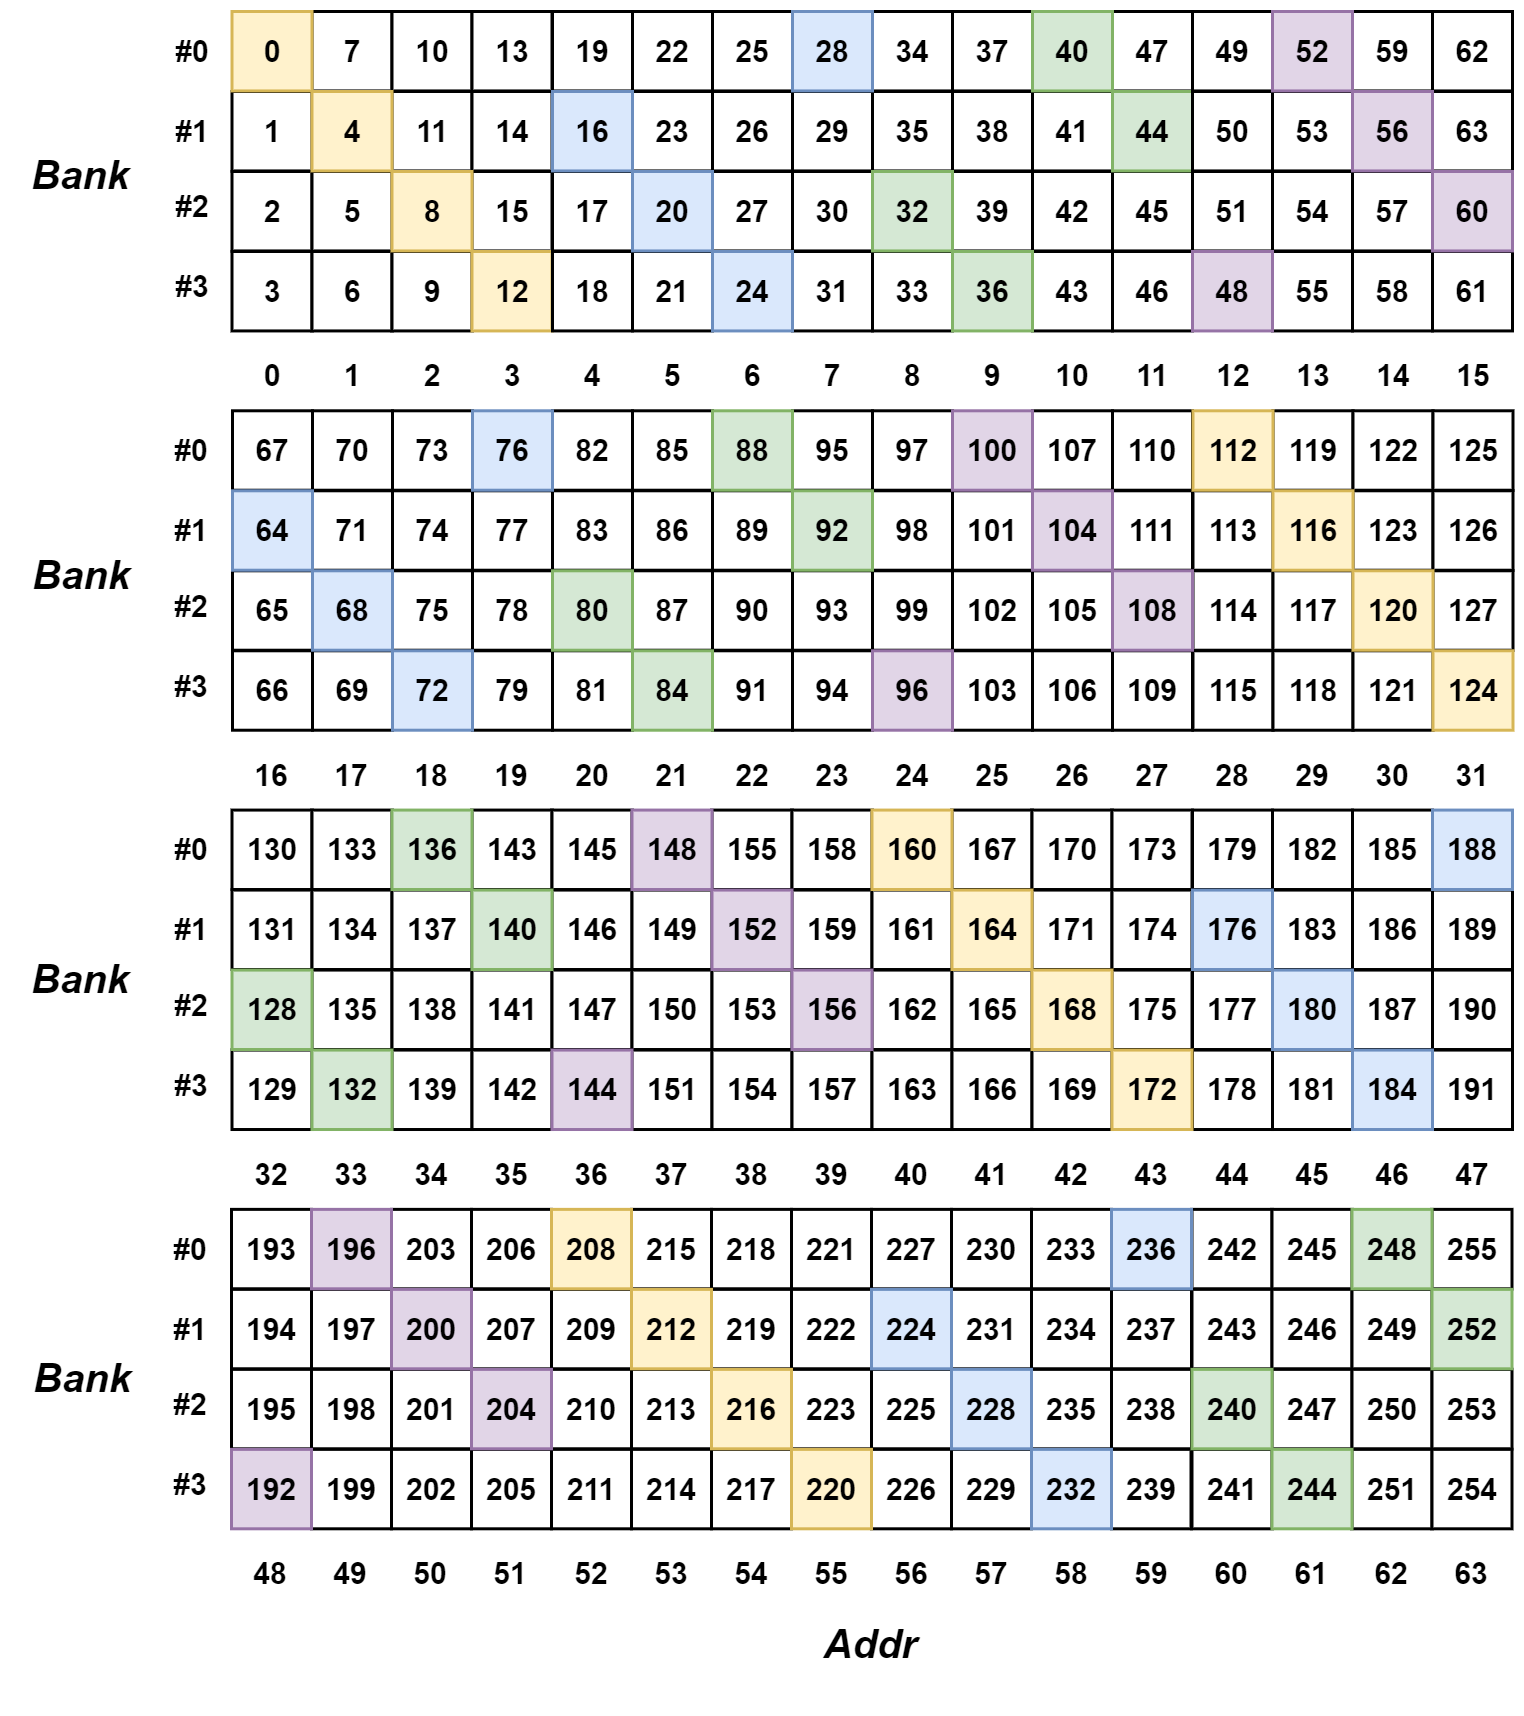 #0 0 7 10 13 19 22 25 28 34 37 40 47 49 52 59 62
#1 1 4 11 14 16 23 26 29 35 38 41 44 50 53 56 63
Bank
#2 2 5 8 15 17 20 27 30 32 39 42 45 51 54 57 60
#3 3 6 9 12 18 21 24 31 33 36 43 46 48 55 58 61
0 1 2 3 4 5 6 7 8 9 10 11 12 13 14 15
#0 67 70 73 76 82 85 88 95 97 100 107 110 112 119 122 125
#1 64 71 74 77 83 86 89 92 98 101 104 111 113 116 123 126
Bank
#2 65 68 75 78 80 87 90 93 99 102 105 108 114 117 120 127
#3 66 69 72 79 81 84 91 94 96 103 106 109 115 118 121 124
16 17 18 19 20 21 22 23 24 25 26 27 28 29 30 31
#0 130 133 136 143 145 148 155 158 160 167 170 173 179 182 185 188
#1 131 134 137 140 146 149 152 159 161 164 171 174 176 183 186 189
Bank
#2 128 135 138 141 147 150 153 156 162 165 168 175 177 180 187 190
#3 129 132 139 142 144 151 154 157 163 166 169 172 178 181 184 191
32 33 34 35 36 37 38 39 40 41 42 43 44 45 46 47
#0 193 196 203 206 208 215 218 221 227 230 233 236 242 245 248 255
#1 194 197 200 207 209 212 219 222 224 231 234 237 243 246 249 252
Bank
#2 195 198 201 204 210 213 216 223 225 228 235 238 240 247 250 253
#3 192 199 202 205 211 214 217 220 226 229 232 239 241 244 251 254
48 49 50 51 52 53 54 55 56 57 58 59 60 61 62 63
Addr